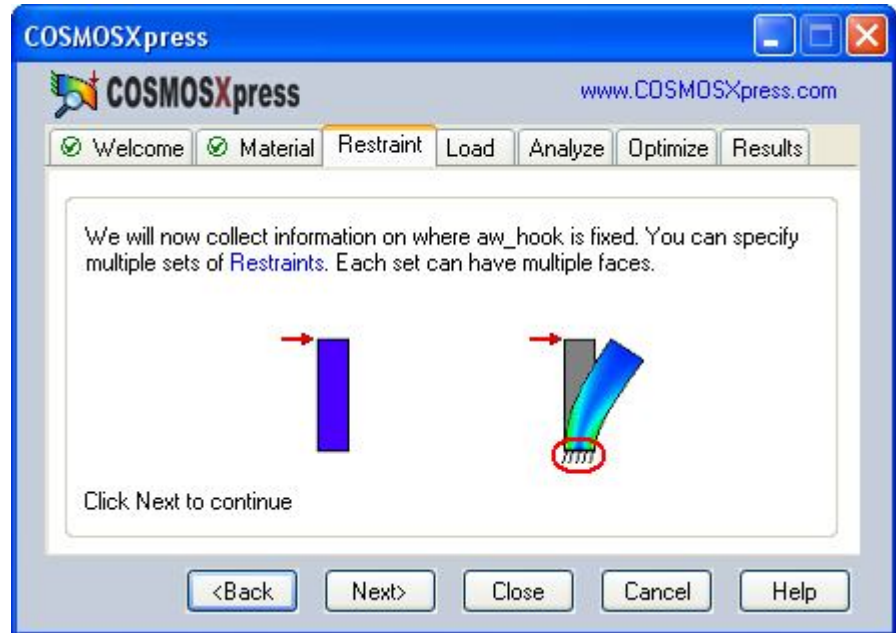 COSMOSXpress
COSMOSXpress
www.COSMOSXpress.com
Welcome Material Restraint Load Analyze Optimize Results
We will now collect information on where aw_hook is fixed. You can specify
multiple sets of Restraints. Each set can have multiple faces.
Click Next to continue
<Back Next> Close Cancel Help